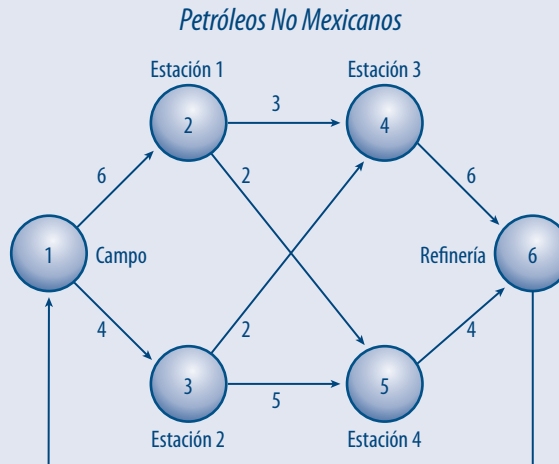 Petróleos No Mexicanos
Estación 1
Estación 3
3
2
4
6
2
6
1
Campo
Refinería
6
4
2
4
3
5
5
Estación 2
Estación 4